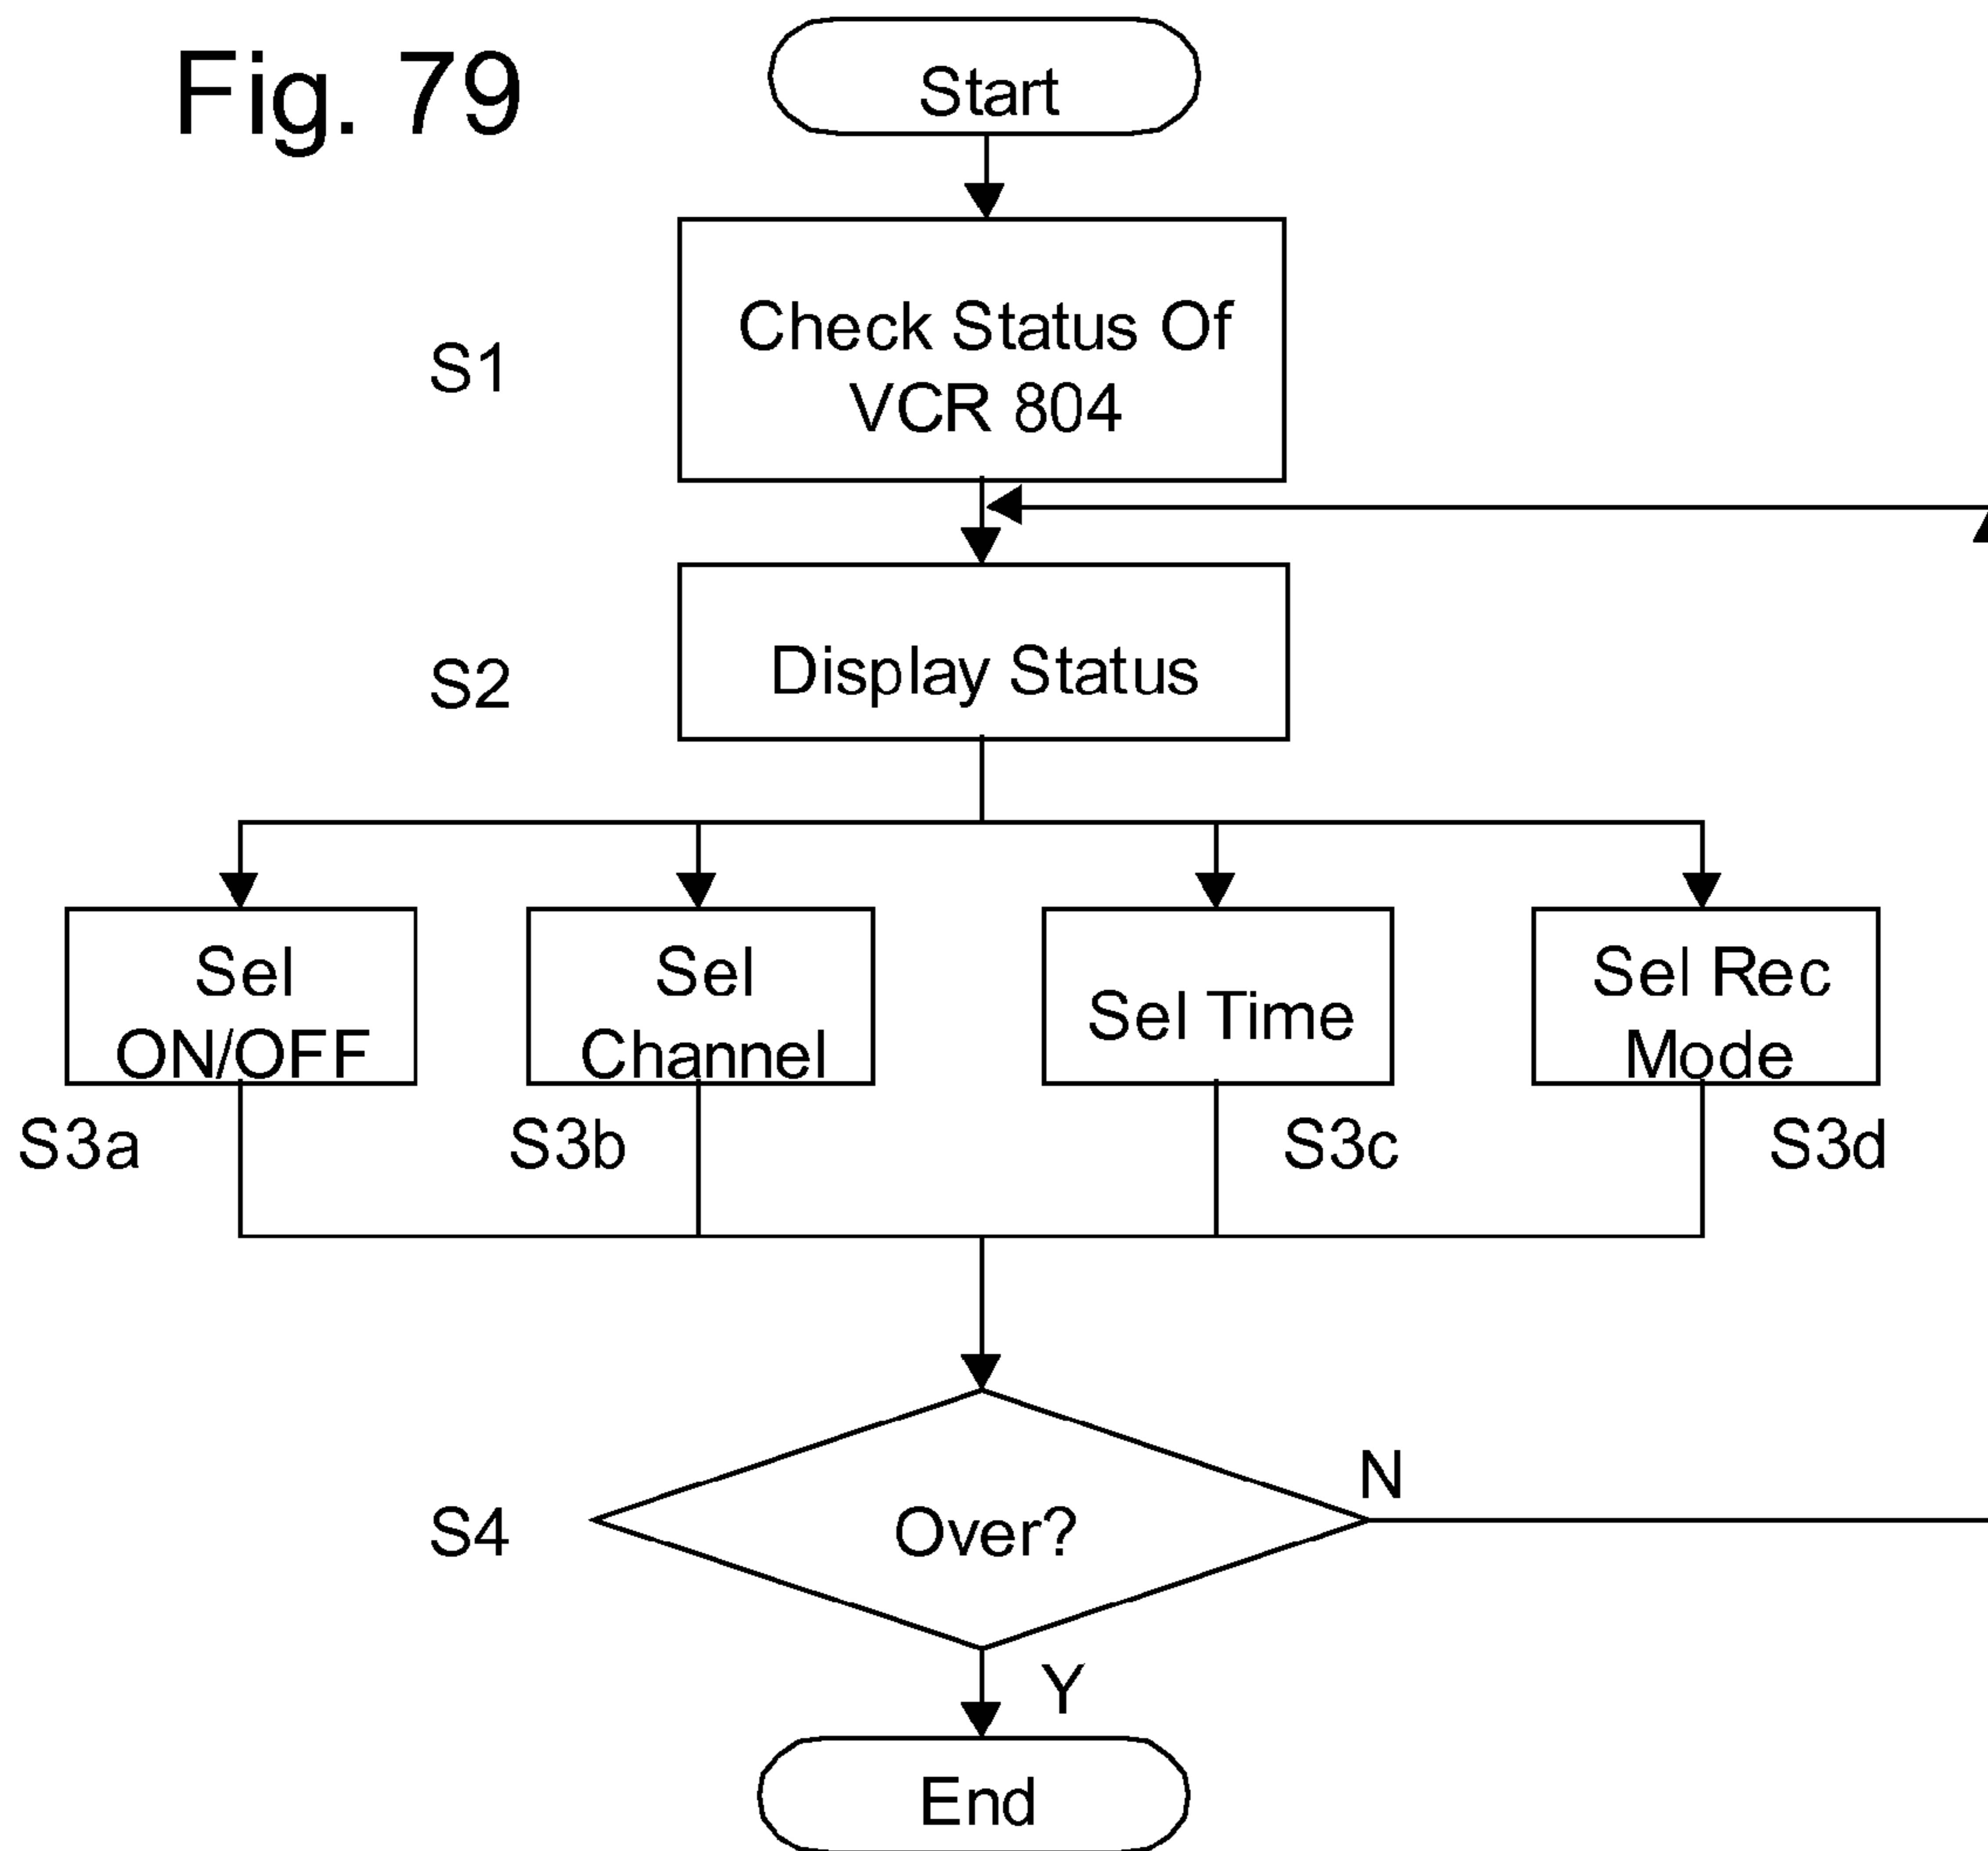 Fig. 79
Start
S1
Check Status Of
VCR 804
S2
Display Status
Sel
ON/OFF
Sel
Channel
Sel Time
Sel Rec
Mode
S3a
S3b
S3c
S3d
S4
Over?
N
Y
End